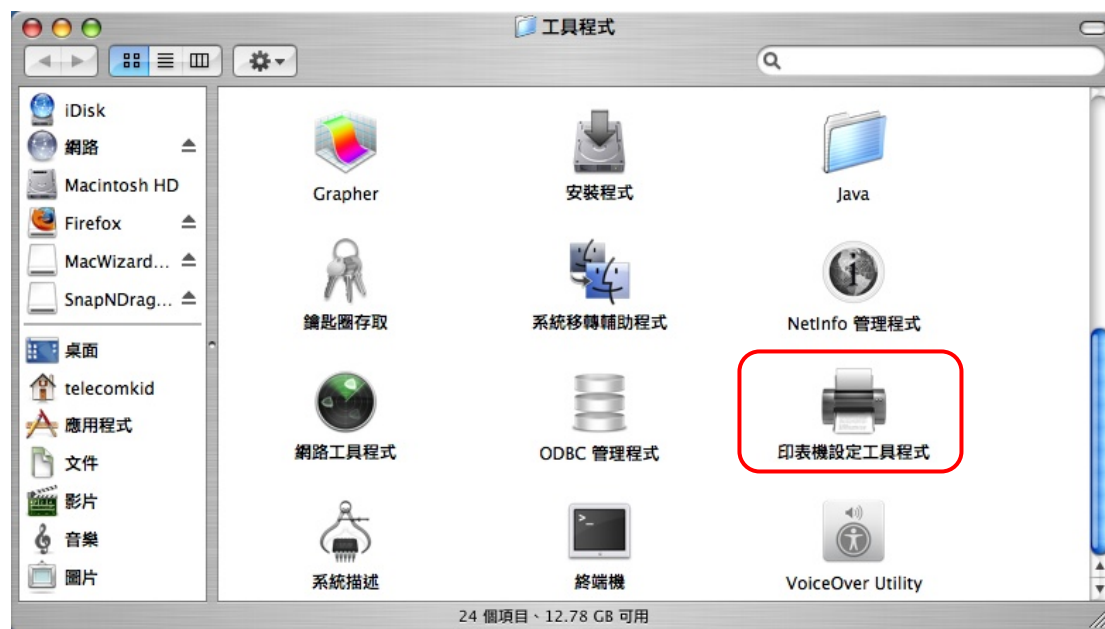 工具程式
iDisk
網路
Macintosh HD
Firefox
MacWizard...
SnapNDrag...
桌面
telecomkid
應用程式
文件
影片
音樂
圖片
Grapher
安裝程式
Java
鑰匙圈存取
系統移轉輔助程式
NetInfo 管理程式
網路工具程式
ODBC 管理程式
印表機設定工具程式
系統描述
終端機
VoiceOver Utility
24 個項目、12.78 GB 可用